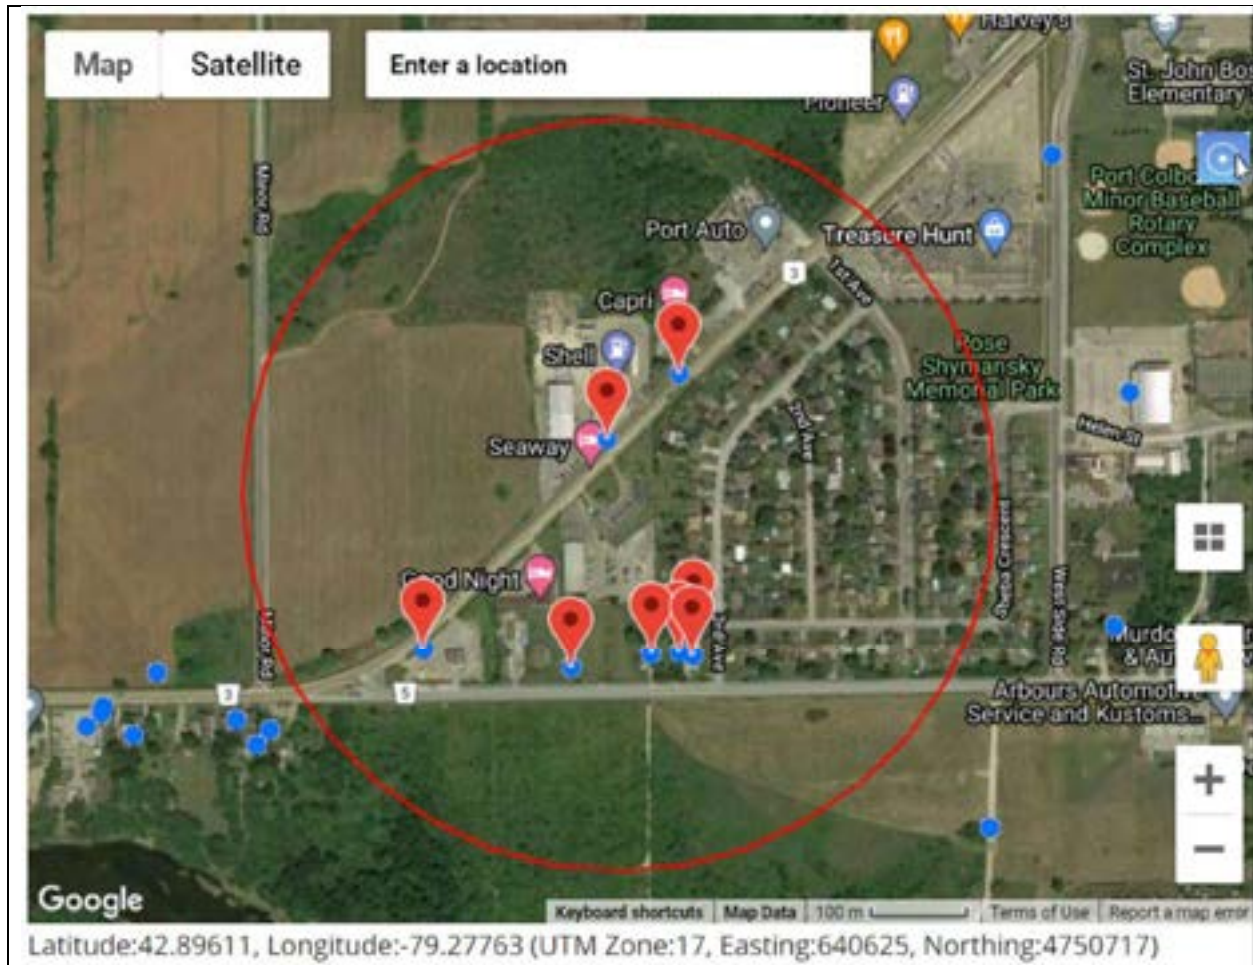 Harvey's
Map
Satellite
Enter a location
St. John Bos
Elementary
Pioneer
Minor Rd
Port Colbo
Minor Baseball
Rotary
Complex
Port Auto
Treasure Hunt
3
1st Ave
Capri
Shell
Rose
Shymansky
Memorial Park
2nd Ave
Helen St
Seaway
Sheba Crescent
Good Night
Minor Rd
3rd Ave
West Side Rd
Murdo
& Au
3
5
Arbours Automotive
Service and Kustoms...
Google
Keyboard shortcuts
Map Data
100 m
Terms of Use
Report a map error
Latitude:42.89611, Longitude:-79.27763 (UTM Zone:17, Easting:640625, Northing:4750717)